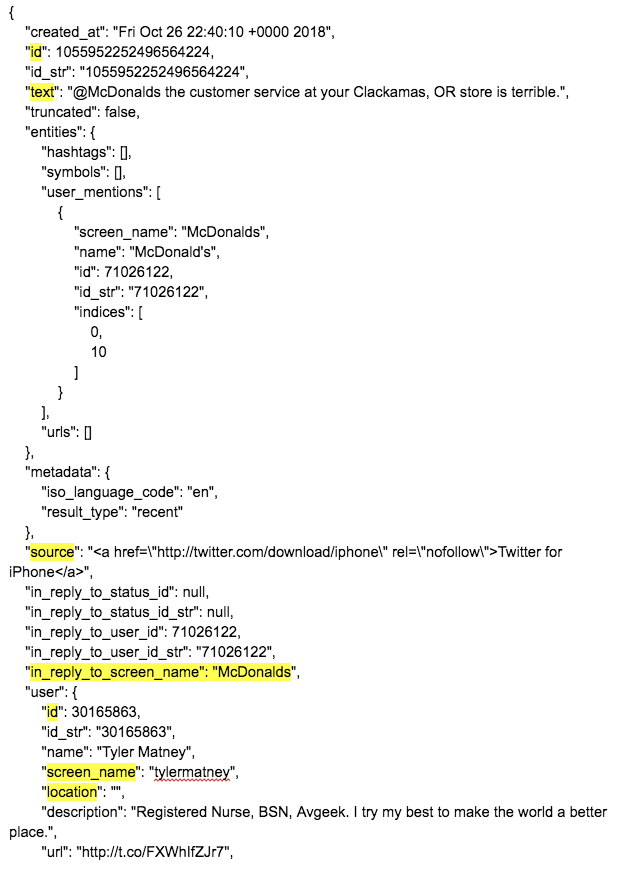 {
"created_at": "Fri Oct 26 22:40:10 +0000 2018",
"id": 1055952252496564224,
"id_str": "1055952252496564224",
"text": "@McDonalds the customer service at your Clackamas, OR store is terrible.",
"truncated": false,
"entities": {
"hashtags": [],
"symbols": [],
"user_mentions": [
{
"screen_name": "McDonalds",
"name": "McDonald's",
"id": 71026122,
"id_str": "71026122",
"indices": [
0,
10
]
}
],
"urls": []
},
"metadata": {
"iso_language_code": "en",
"result_type": "recent"
},
"source": "<a href=\"http://twitter.com/download/iphone\" rel=\"nofollow\">Twitter for
iPhone</a>",
"in_reply_to_status_id": null,
"in_reply_to_status_id_str": null,
"in_reply_to_user_id": 71026122,
"in_reply_to_user_id_str": "71026122",
"in_reply_to_screen_name": "McDonalds",
"user": {
"id": 30165863,
"id_str": "30165863",
"name": "Tyler Matney",
"screen_name": "tylermatney",
"location": "",
"description": "Registered Nurse, BSN, Avgeek. I try my best to make the world a better
place.",
"url": "http://t.co/FXWhIfZJr7",